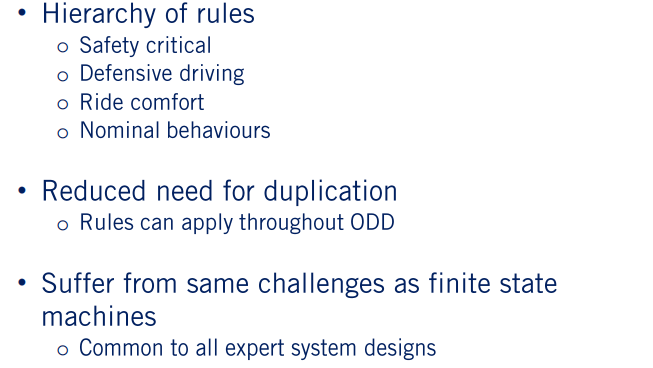 • Hierarchy of rules
o Safety critical
o Defensive driving
o Ride comfort
o Nominal behaviours
• Reduced need for duplication
o Rules can apply throughout ODD
• Suffer from same challenges as finite state
machines
o Common to all expert system designs